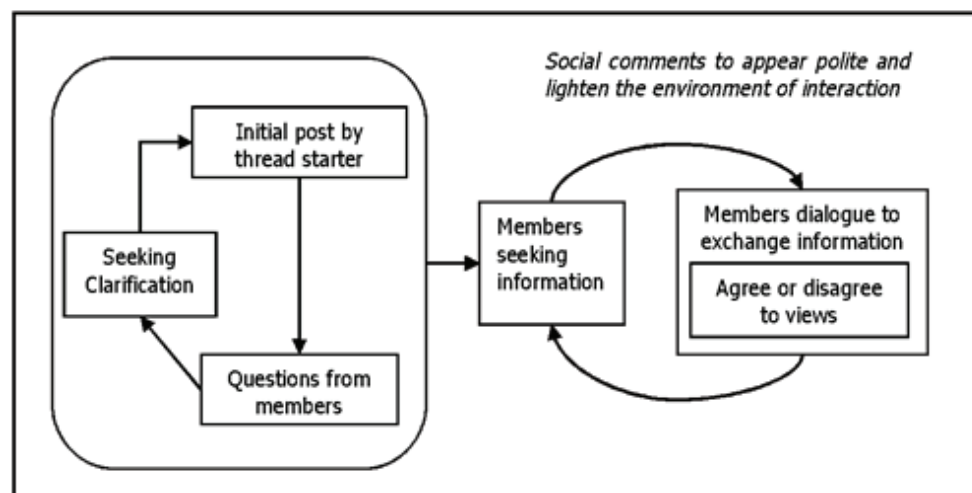 Social comments to appear polite and
lighten the environment of interaction
Initial post by
thread starter
Seeking
Clarification
Questions from
members
Members
seeking
information
Members dialogue to
exchange information
Agree or disagree
to views